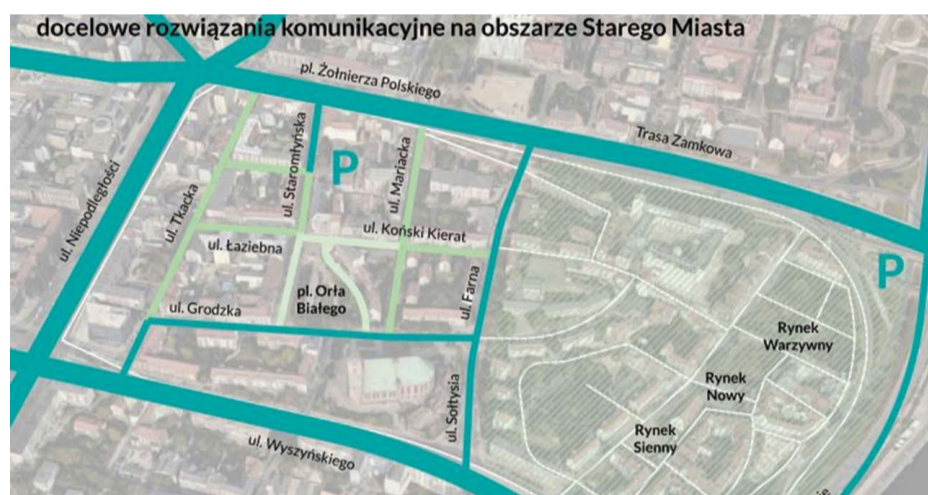 docelowe rozwiązania komunikacyjne na obszarze Starego Miasta
pl. Żołnierza Polskiego
Trasa Zamkowa
ul. Niepodległości
ul. Tkacka
ul. Staromłyńska
P
ul. Mariacka
ul. Koński Kierat
ul. Łaziebna
P
ul. Farna
pl. Orła
Białego
ul. Grodzka
Rynek
Warzywny
Rynek
Nowy
ul. Sołtysia
Rynek
Sienny
ul. Wyszyńskiego